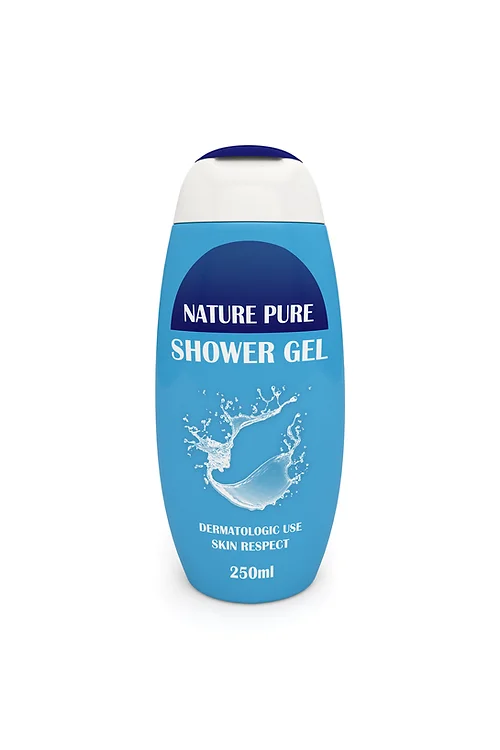 NATURE PURE
SHOWER GEL
DERMATOLOGIC USE
SKIN RESPECT
250ml